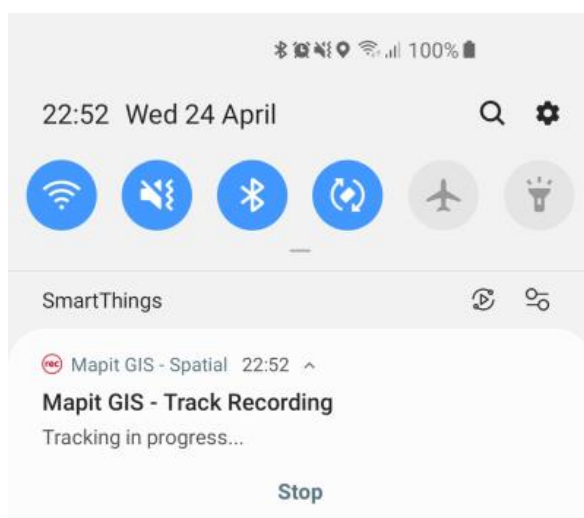 100%
22:52 Wed 24 April
SmartThings
rec Mapit GIS - Spatial 22:52
Mapit GIS - Track Recording
Tracking in progress...
Stop